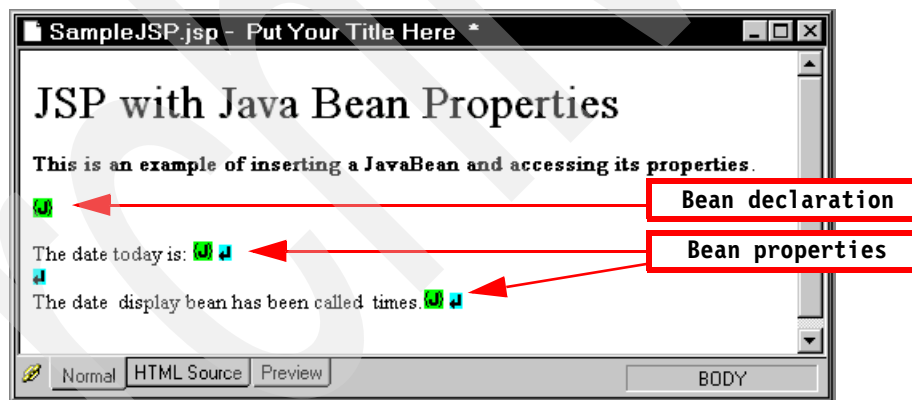 SampleJSP.jsp - Put Your Title Here *
JSP with Java Bean Properties
This is an example of inserting a JavaBean and accessing its properties.
{J}
Bean declaration
The date today is: {J}
Bean properties
The date display bean has been called times. {J}
Normal HTML Source Preview BODY